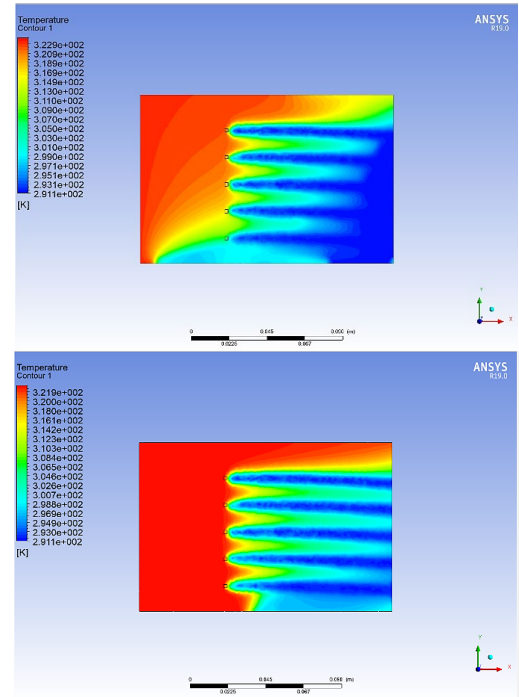 Temperature
Contour 1
ANSYS
R19.0
3.229e+002
3.209e+002
3.189e+002
3.169e+002
3.149e+002
3.130e+002
3.110e+002
3.090e+002
3.070e+002
3.050e+002
3.030e+002
3.010e+002
2.990e+002
2.971e+002
2.951e+002
2.931e+002
2.911e+002
[K]
Y
X
0 0.045 0.090 (m)
0.0225 0.067
Temperature
Contour 1
ANSYS
R19.0
3.219e+002
3.200e+002
3.180e+002
3.161e+002
3.142e+002
3.123e+002
3.103e+002
3.084e+002
3.065e+002
3.046e+002
3.026e+002
3.007e+002
2.988e+002
2.969e+002
2.949e+002
2.930e+002
2.911e+002
[K]
Y
X
0 0.045 0.090 (m)
0.0225 0.067